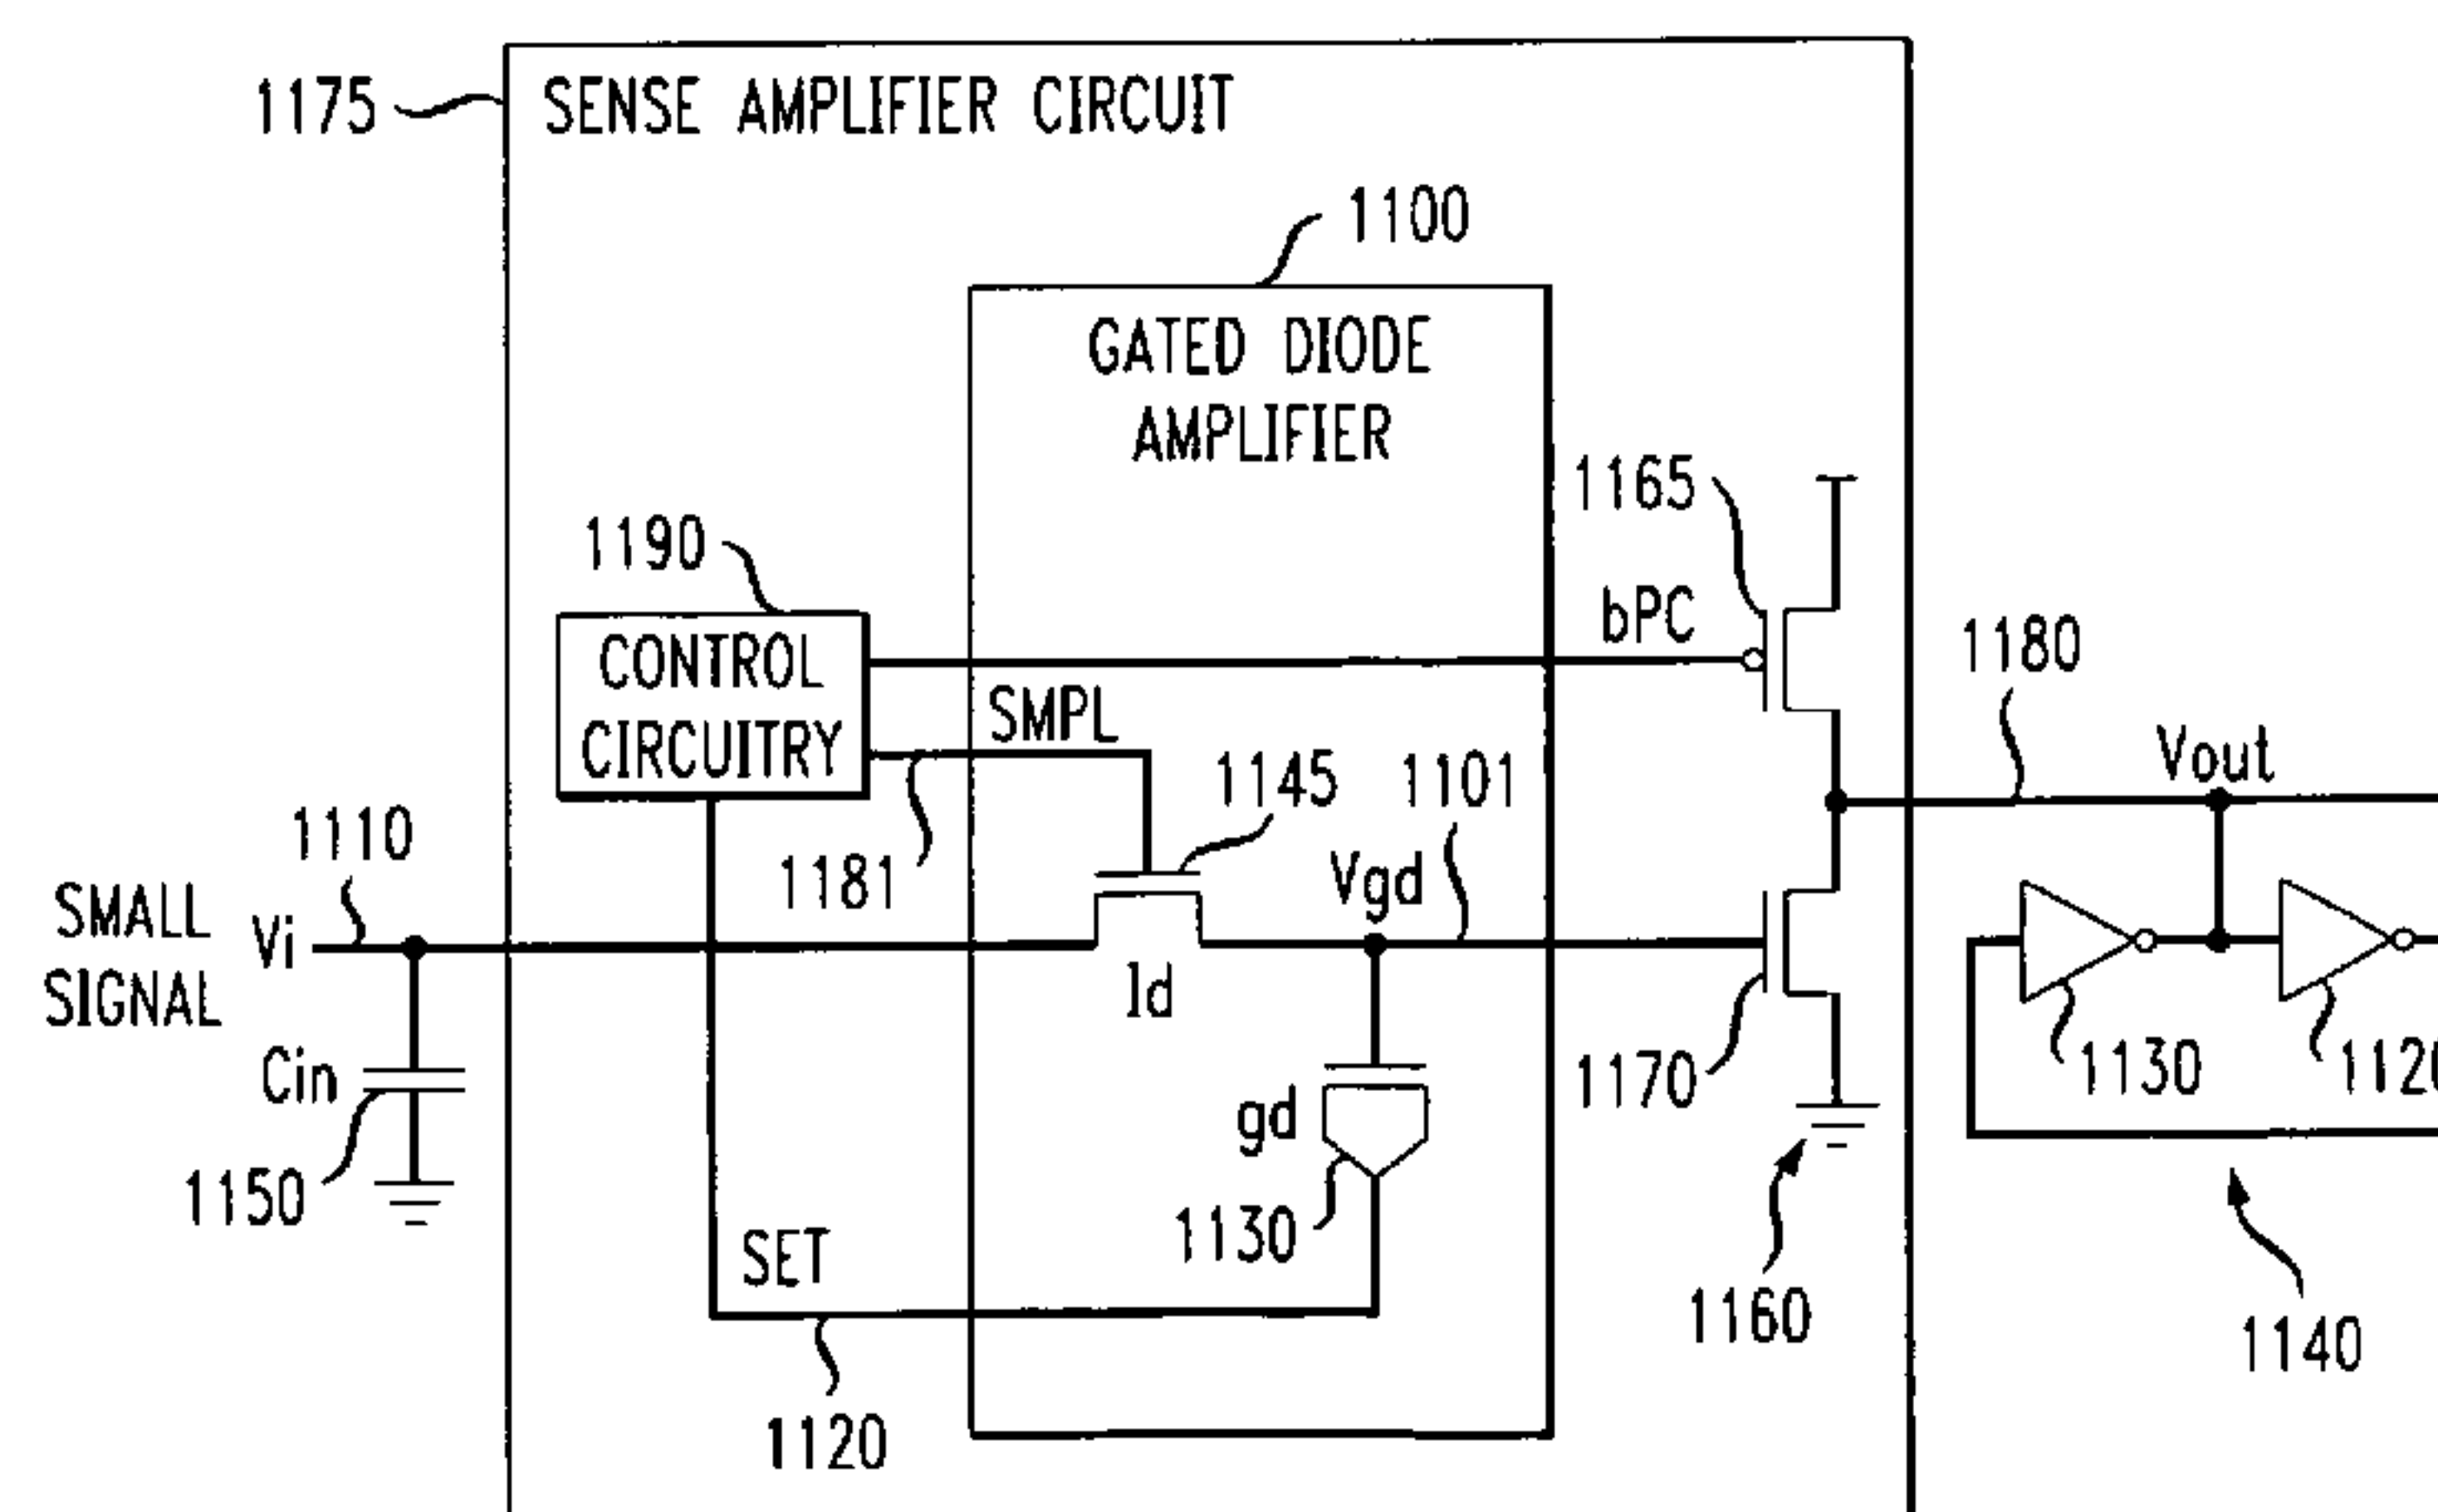 1175
SENSE AMPLIFIER CIRCUIT
1100
GATED DIODE
AMPLIFIER
1165
1190
bPC
CONTROL
CIRCUITRY
SMPL
1180
1145
1101
Vout
1110
1181
Vgd
SMALL
SIGNAL
Vi
Id
Cin
1150
gd
1130
1170
1130
SET
1160
1140
1120